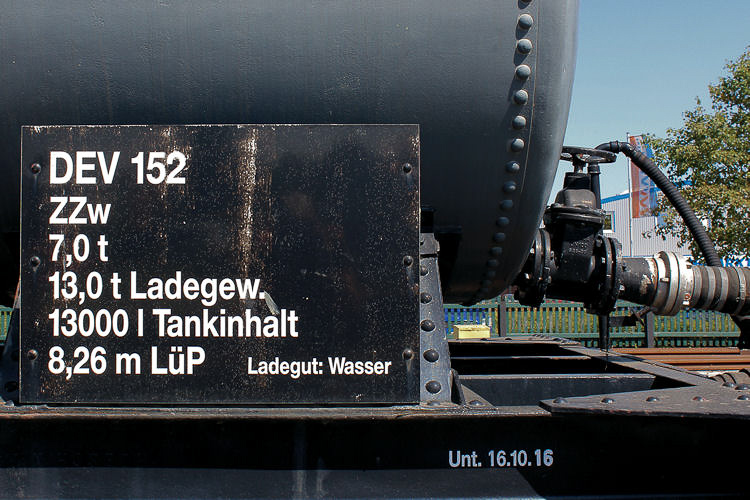 DEV 152
ZZw
7,0 t
13,0 t Ladegew.
13000 l Tankinhalt
8,26 m LüP
Ladegut: Wasser
Unt. 16.10.16